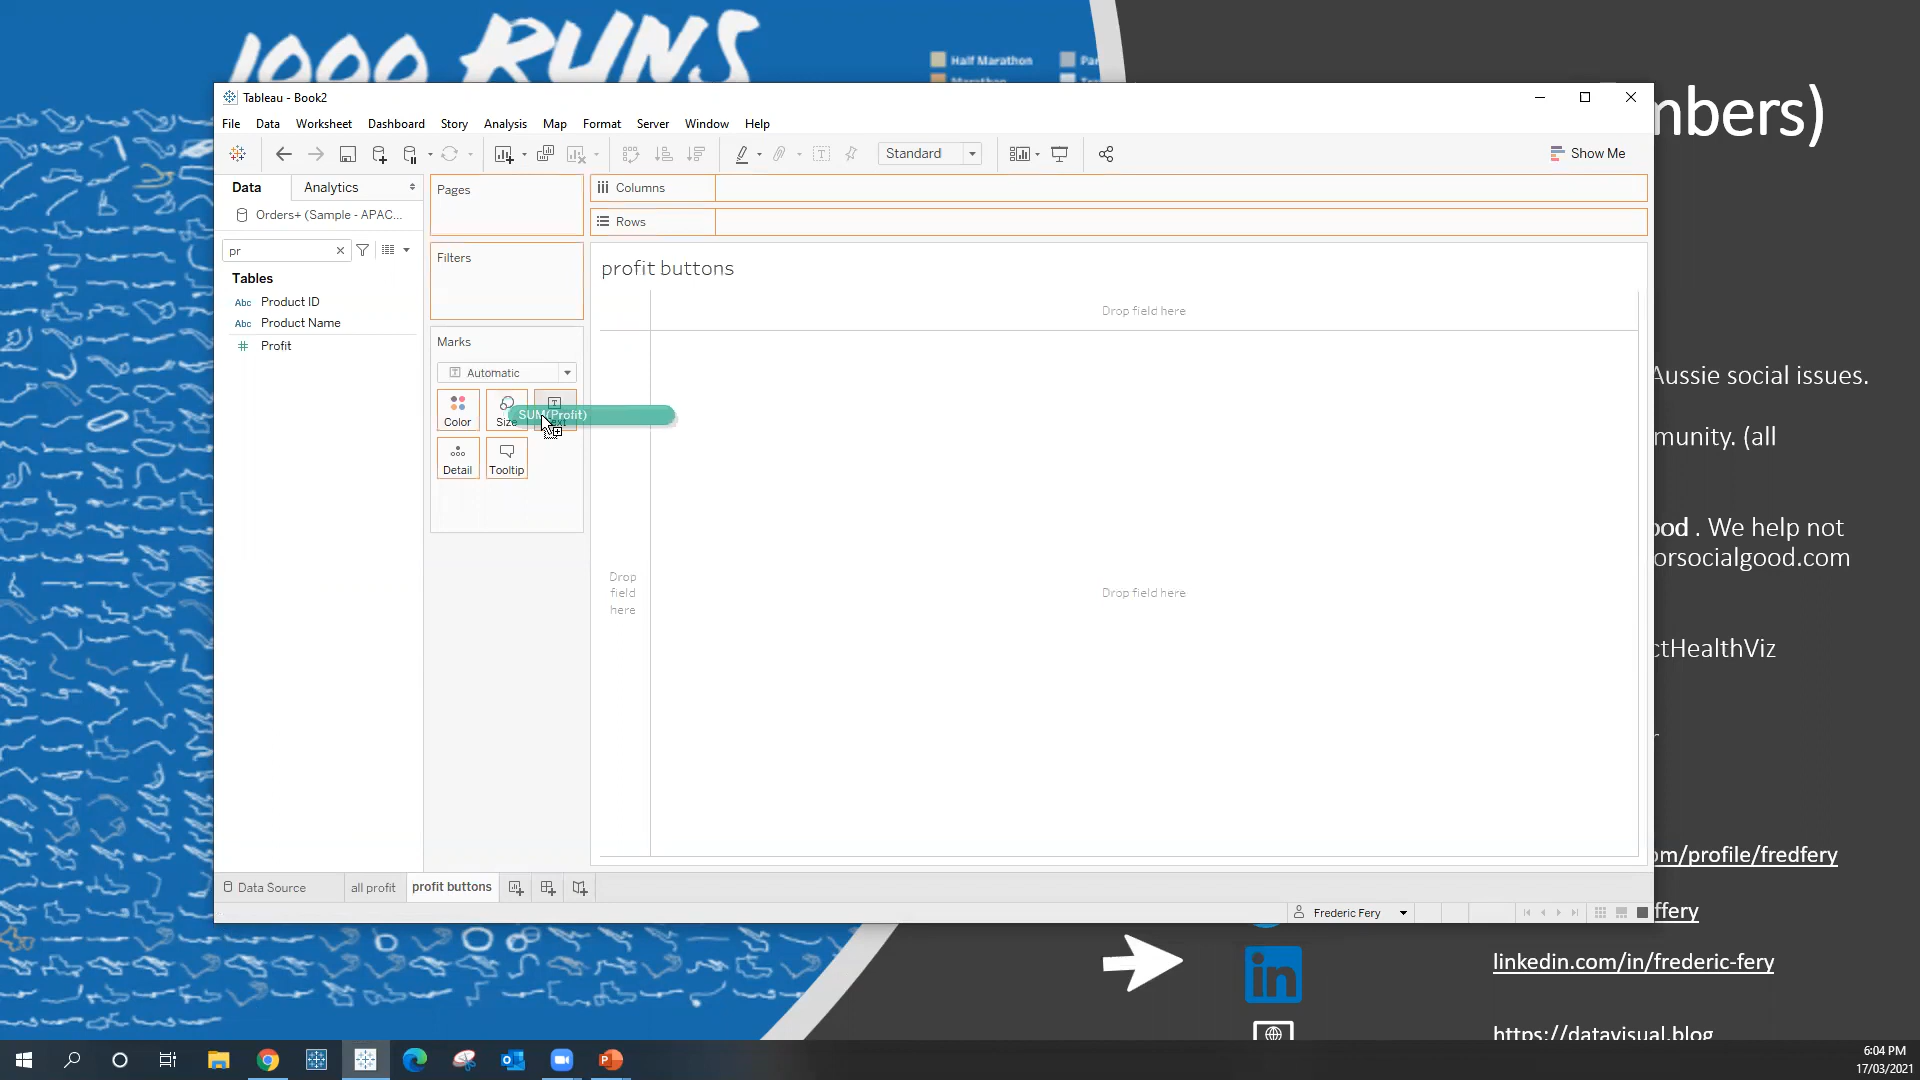 1000 RUNS
Half Marathon
Tableau - Book2
File Data Worksheet Dashboard Story Analysis Map Format Server Window Help
mbers)
Standard
Show Me
Data
Analytics
Pages
Columns
Orders+ (Sample - APAC...
Rows
pr
Filters
Tables
profit buttons
Product ID
Product Name
Profit
Drop field here
Marks
Automatic
Aussie social issues.
SUM(Profit)
Color
Size
Detail
Tooltip
munity. (all
ood . We help not
orsocialgood.com
Drop
field
here
Drop field here
ctHealthViz
om/profile/fredfery
Data Source
all profit
profit buttons
Frederic Fery
ffery
linkedin.com/in/frederic-fery
in
https://datavisual.blog
6:04 PM
17/03/2021